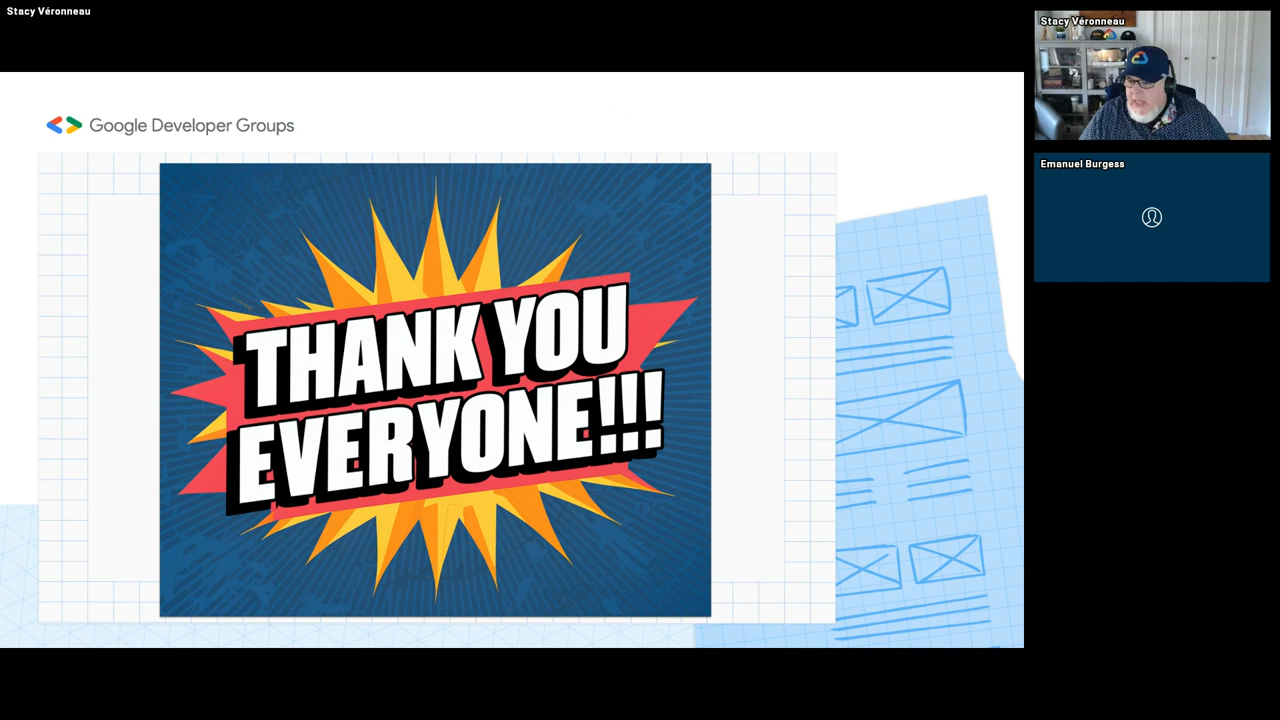 Stacy Véronneau
Google Developer Groups
THANK YOU
EVERYONE!!!
Stacy Véronneau
Emanuel Burgess